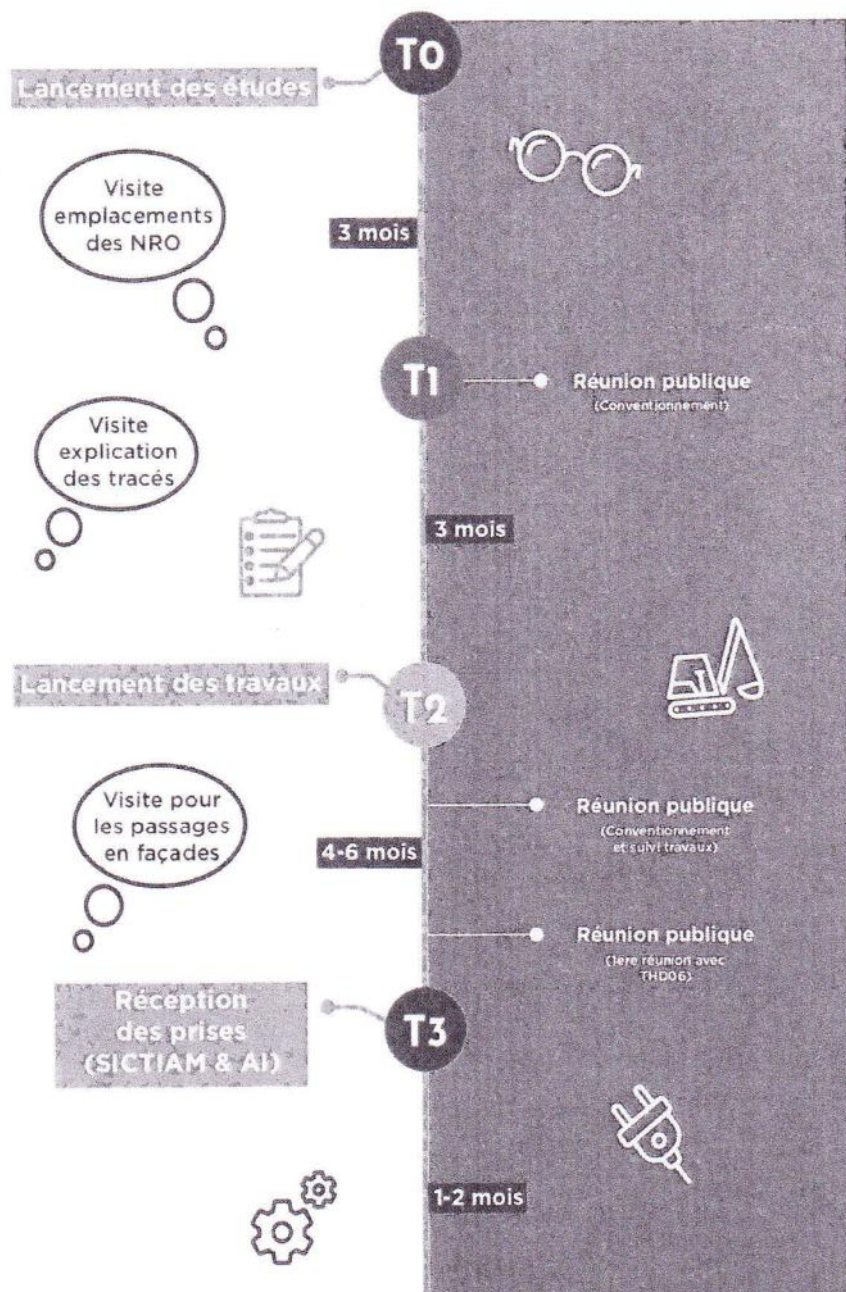 T0
Lancement des études
Visite
emplacements
des NRO
3 mois
T1
Réunion publique
(Conventionnement)
Visite
explication
des tracés
3 mois
Lancement des travaux
T2
Réunion publique
(Conventionnement
et suivi travaux)
Visite pour
les passages
en façades
4-6 mois
Réunion publique
(1ere réunion avec
THD06)
Réception
des prises
(SICTIAM & AI)
T3
1-2 mois